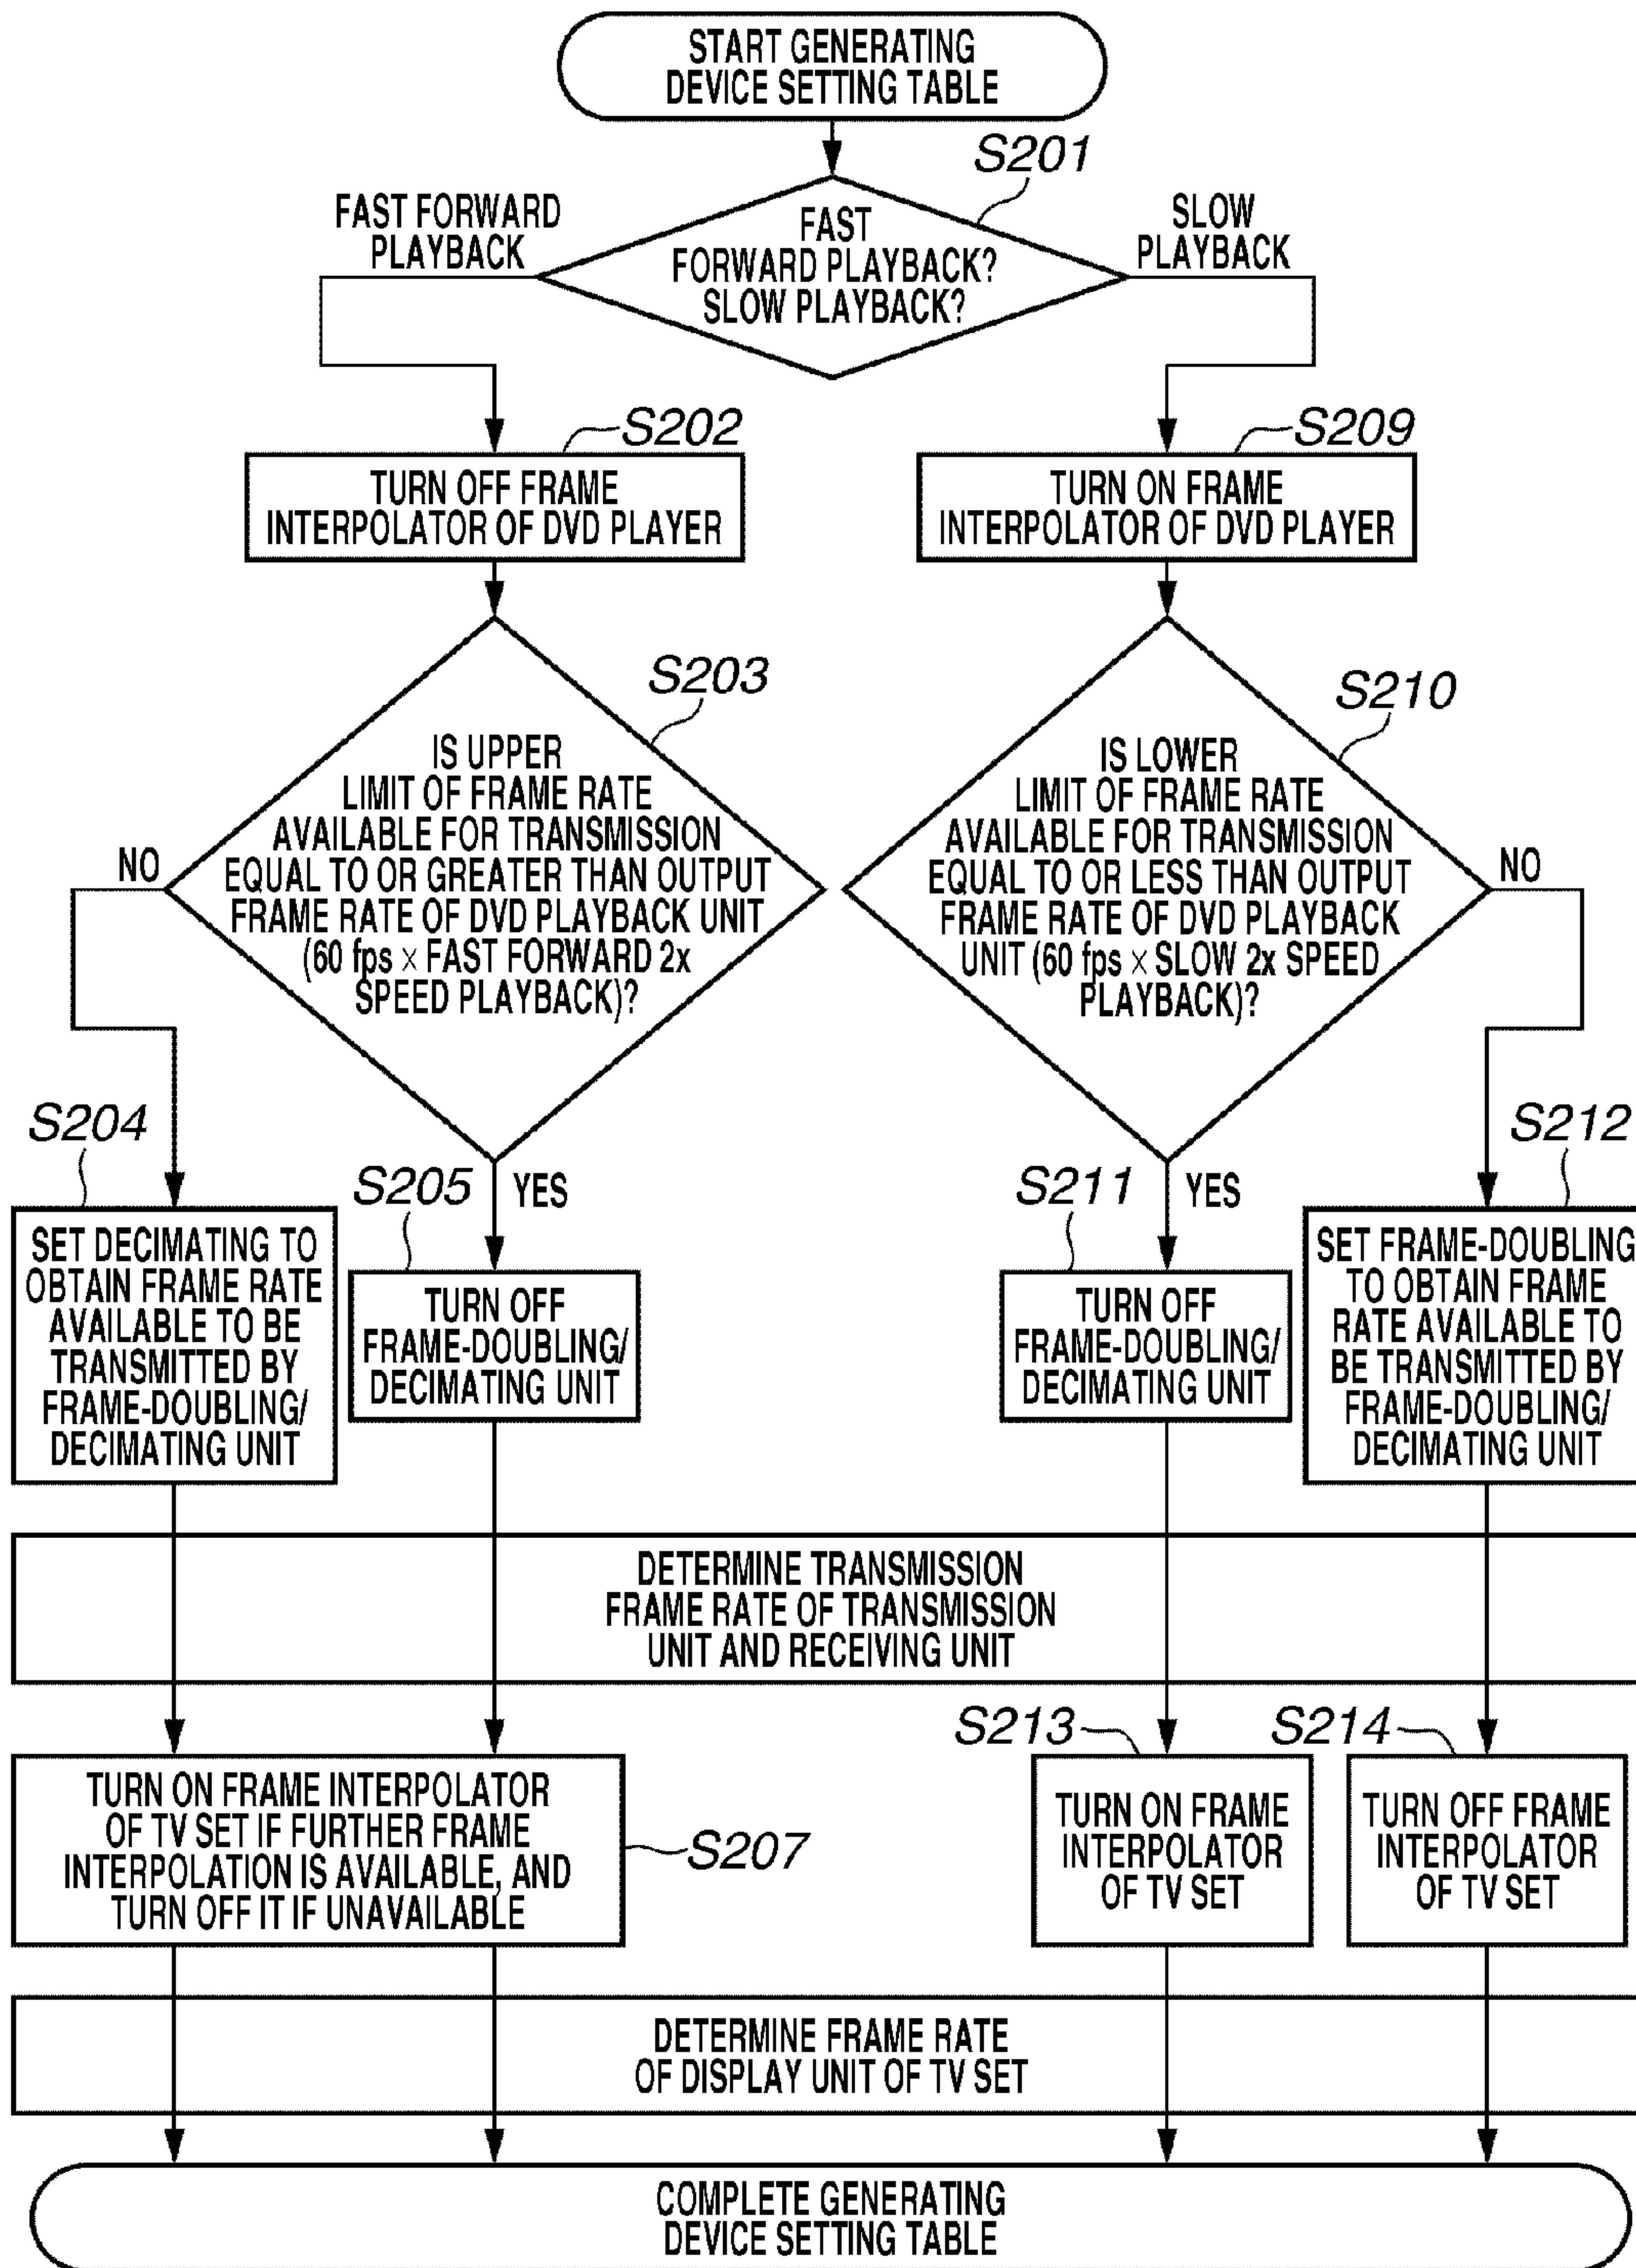 START GENERATING
DEVICE SETTING TABLE
S201
FAST FORWARD
PLAYBACK
FAST
FORWARD PLAYBACK?
SLOW PLAYBACK?
SLOW
PLAYBACK
S202
TURN OFF FRAME
INTERPOLATOR OF DVD PLAYER
S209
TURN ON FRAME
INTERPOLATOR OF DVD PLAYER
S203
IS UPPER
LIMIT OF FRAME RATE
AVAILABLE FOR TRANSMISSION
EQUAL TO OR GREATER THAN OUTPUT
FRAME RATE OF DVD PLAYBACK UNIT
(60 fps × FAST FORWARD 2x
SPEED PLAYBACK)?
NO
YES
S210
IS LOWER
LIMIT OF FRAME RATE
AVAILABLE FOR TRANSMISSION
EQUAL TO OR LESS THAN OUTPUT
FRAME RATE OF DVD PLAYBACK
UNIT (60 fps × SLOW 2x SPEED
PLAYBACK)?
NO
YES
S204
SET DECIMATING TO
OBTAIN FRAME RATE
AVAILABLE TO BE
TRANSMITTED BY
FRAME-DOUBLING/
DECIMATING UNIT
S205
TURN OFF
FRAME-DOUBLING/
DECIMATING UNIT
S211
TURN OFF
FRAME-DOUBLING/
DECIMATING UNIT
S212
SET FRAME-DOUBLING
TO OBTAIN FRAME
RATE AVAILABLE TO
BE TRANSMITTED BY
FRAME-DOUBLING/
DECIMATING UNIT
DETERMINE TRANSMISSION
FRAME RATE OF TRANSMISSION
UNIT AND RECEIVING UNIT
TURN ON FRAME INTERPOLATOR
OF TV SET IF FURTHER FRAME
INTERPOLATION IS AVAILABLE, AND
TURN OFF IT IF UNAVAILABLE
S207
S213
TURN ON FRAME
INTERPOLATOR
OF TV SET
S214
TURN OFF FRAME
INTERPOLATOR
OF TV SET
DETERMINE FRAME RATE
OF DISPLAY UNIT OF TV SET
COMPLETE GENERATING
DEVICE SETTING TABLE